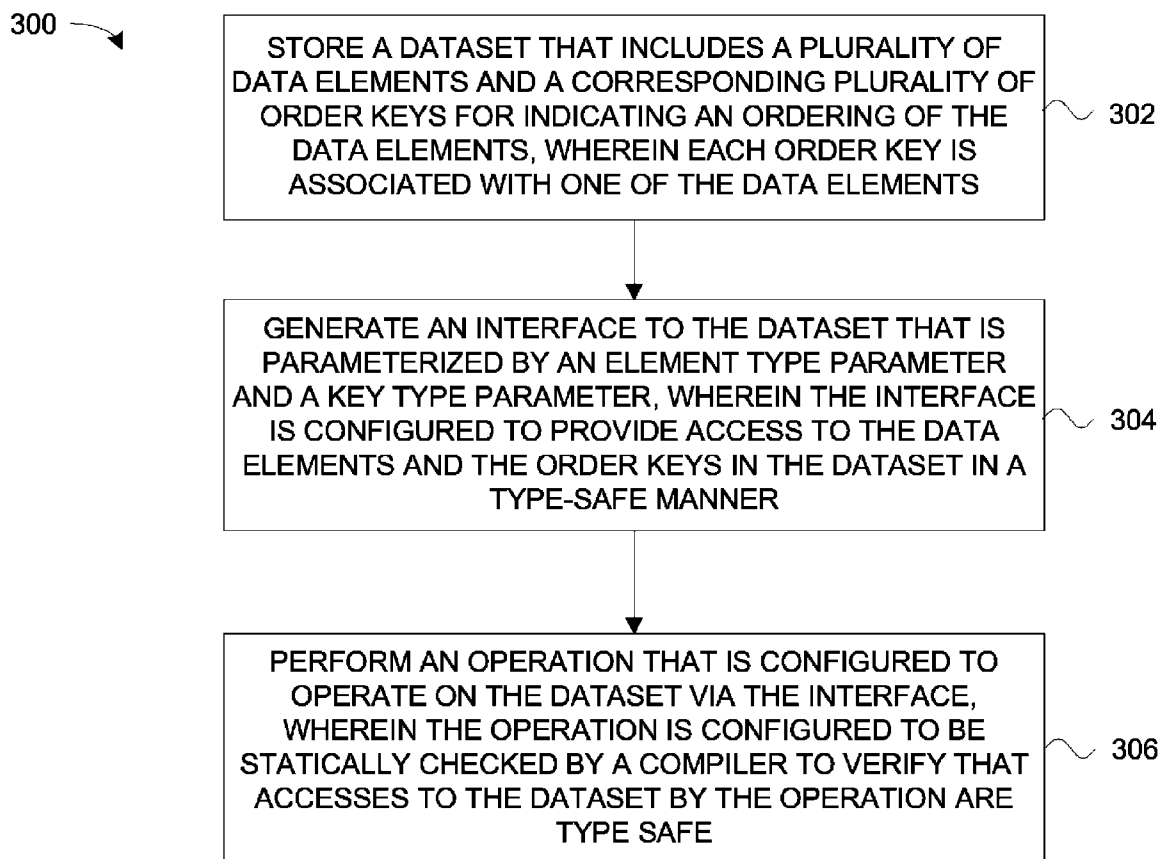 300
STORE A DATASET THAT INCLUDES A PLURALITY OF
DATA ELEMENTS AND A CORRESPONDING PLURALITY OF
ORDER KEYS FOR INDICATING AN ORDERING OF THE
DATA ELEMENTS, WHEREIN EACH ORDER KEY IS
ASSOCIATED WITH ONE OF THE DATA ELEMENTS
302
GENERATE AN INTERFACE TO THE DATASET THAT IS
PARAMETERIZED BY AN ELEMENT TYPE PARAMETER
AND A KEY TYPE PARAMETER, WHEREIN THE INTERFACE
IS CONFIGURED TO PROVIDE ACCESS TO THE DATA
ELEMENTS AND THE ORDER KEYS IN THE DATASET IN A
TYPE-SAFE MANNER
304
PERFORM AN OPERATION THAT IS CONFIGURED TO
OPERATE ON THE DATASET VIA THE INTERFACE,
WHEREIN THE OPERATION IS CONFIGURED TO BE
STATICALLY CHECKED BY A COMPILER TO VERIFY THAT
ACCESSES TO THE DATASET BY THE OPERATION ARE
TYPE SAFE
306